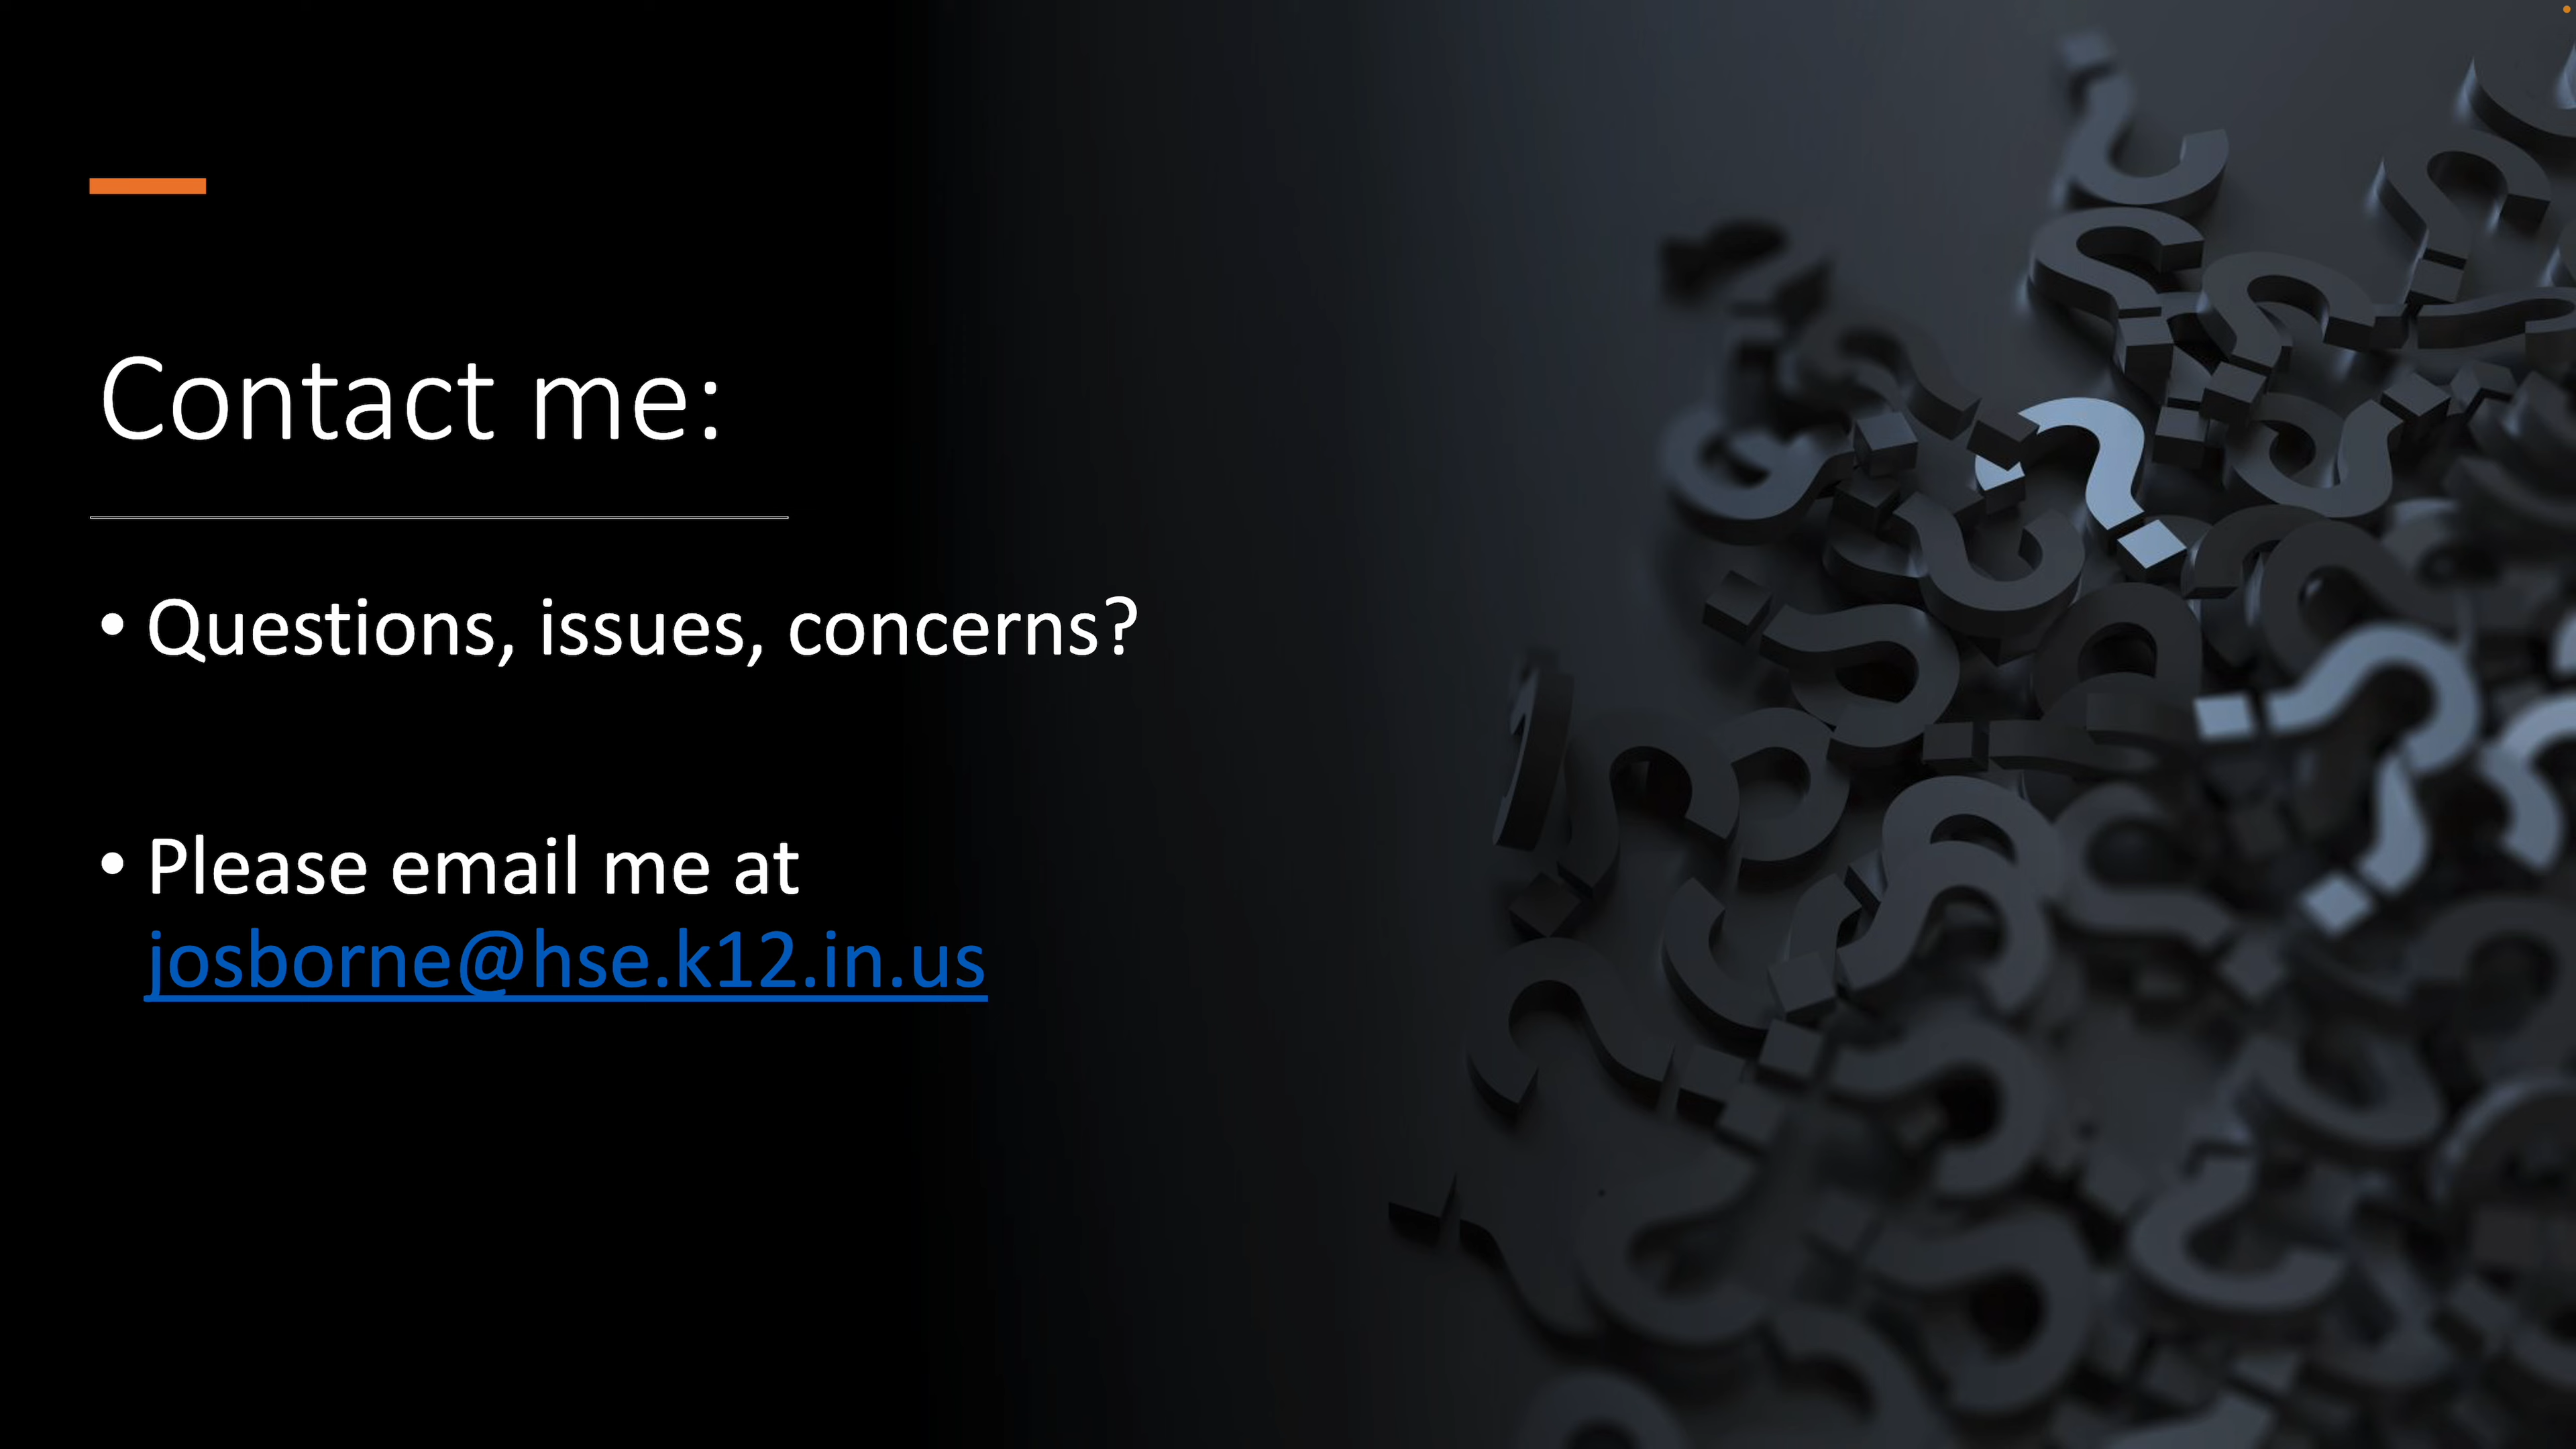 Contact me:
• Questions, issues, concerns?
• Please email me at
josborne@hse.k12.in.us